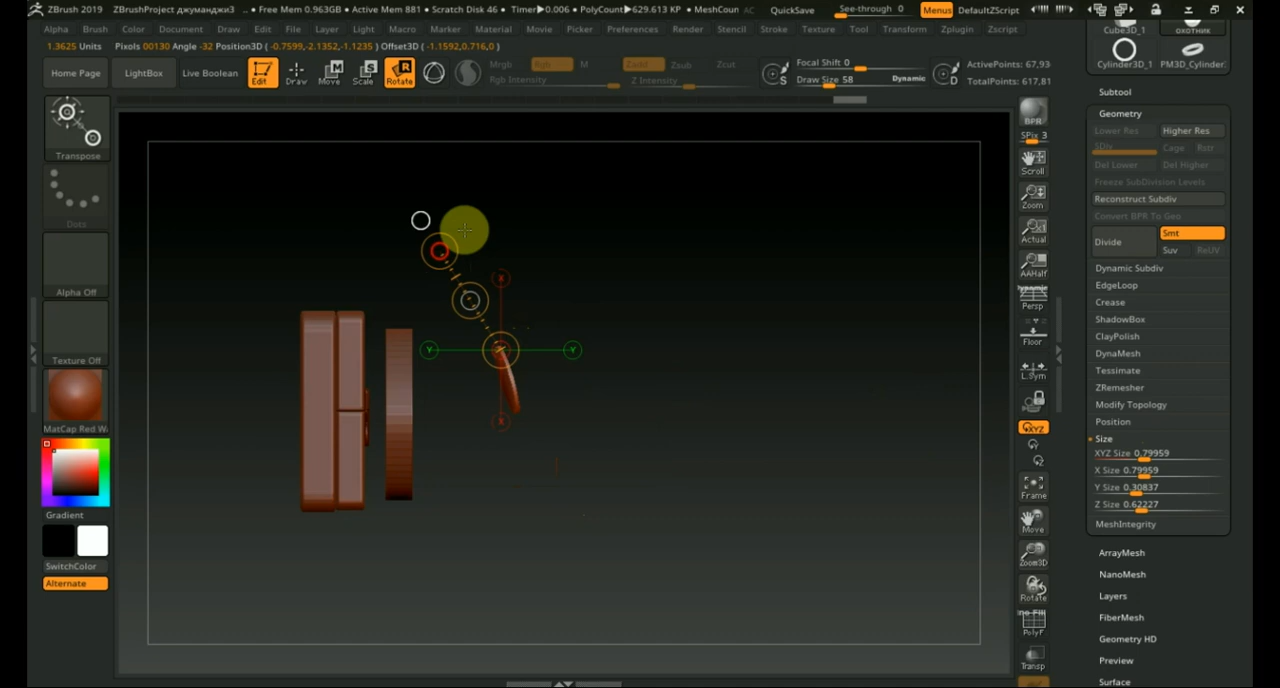 ZBrush 2019 ZBrushProject джуманджи3 .. • Free Mem 0.963GB • Active Mem 881 • Scratch Disk 46 • Timer▶0.006 • PolyCount▶629.613 KP • MeshCoun AC QuickSave See-through 0 Menus DefaultZScript
Alpha Brush Color Document Draw Edit File Layer Light Macro Marker Material Movie Picker Preferences Render Stencil Stroke Texture Tool Transform Zplugin Zscript
1.3625 Units Pixels 00130 Angle -32 Position3D ( -0.7599,-2.1352,-1.1235) Offset3D ( -1.1592,0.716,0 )
Home Page LightBox Live Boolean Edit Draw Move Scale Rotate
Mrgb Rgb M Zadd Zsub Zcut
Rgb Intensity Z Intensity
S Focal Shift 0
Draw Size 58 Dynamic
D ActivePoints: 67,93
TotalPoints: 617,81
Transpose
Dots
Alpha Off
Texture Off
MatCap Red W
Gradient
SwitchColor
Alternate
X
Y Y
X
BPR
SPix 3
Scroll
Zoom
Actual
AAHalf
Dynamic
Persp
Floor
L.Sym
XYZ
Frame
Move
Zoom3D
Rotate
PolyF
Transp
Cube3D_1 охотник
Cylinder3D_1 PM3D_Cylinder
Subtool
Geometry
Lower Res Higher Res
SDiv Cage Rstr
Del Lower Del Higher
Freeze SubDivision Levels
Reconstruct Subdiv
Convert BPR To Geo
Divide Smt
Suv ReUV
Dynamic Subdiv
EdgeLoop
Crease
ShadowBox
ClayPolish
DynaMesh
Tessimate
ZRemesher
Modify Topology
Position
Size
XYZ Size 0.79959
X Size 0.79959
Y Size 0.30837
Z Size 0.62227
MeshIntegrity
ArrayMesh
NanoMesh
Layers
FiberMesh
Geometry HD
Preview
Surface